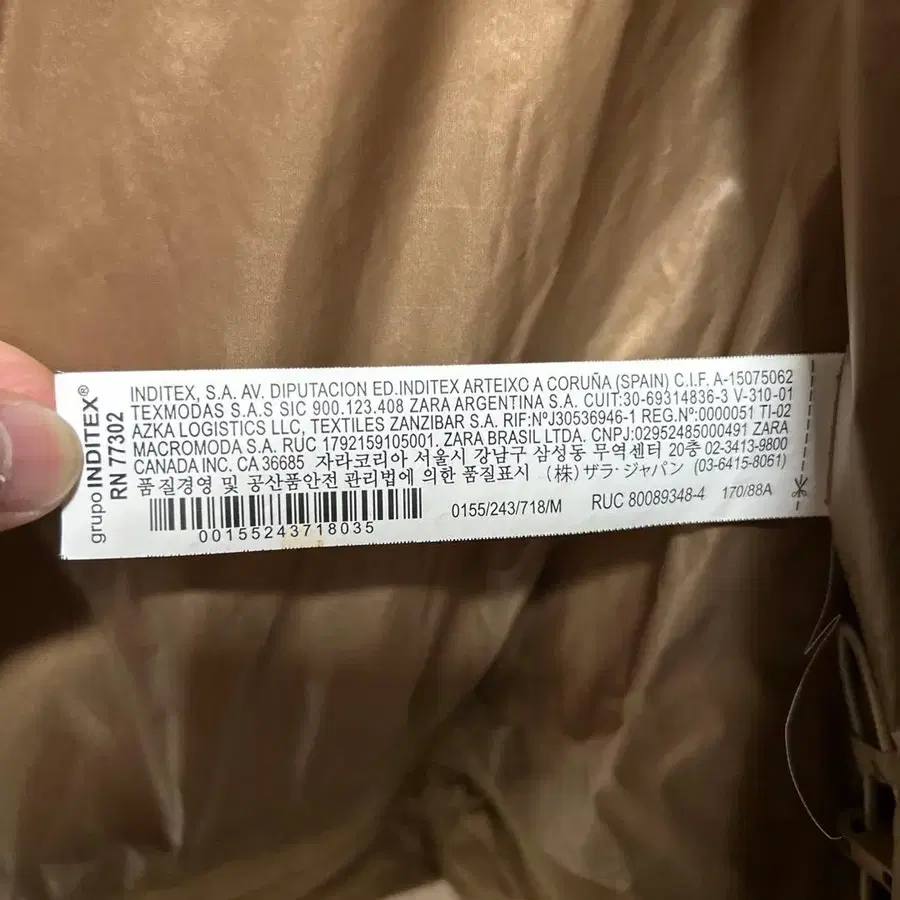 grupo INDITEX®
RN 77302
INDITEX, S.A. AV. DIPUTACION ED.INDITEX ARTEIXO A CORUÑA (SPAIN) C.I.F. A-15075062
TEXMODAS S.A.S SIC 900.123.408 ZARA ARGENTINA S.A. CUIT:30-69314836-3 V-310-01
AZKA LOGISTICS LLC, TEXTILES ZANZIBAR S.A. RIF:NºJ30536946-1 REG.Nº:0000051 TI-02
MACROMODA S.A. RUC 1792159105001. ZARA BRASIL LTDA. CNPJ:02952485000491 ZARA
CANADA INC. CA 36685 자라코리아 서울시 강남구 삼성동 무역센터 20층 02-3413-9800
품질경영 및 공산품안전 관리법에 의한 품질표시 (株) ザラ・ジャパン (03-6415-8061)
00155243718035
0155/243/718/M RUC 80089348-4 170/88A